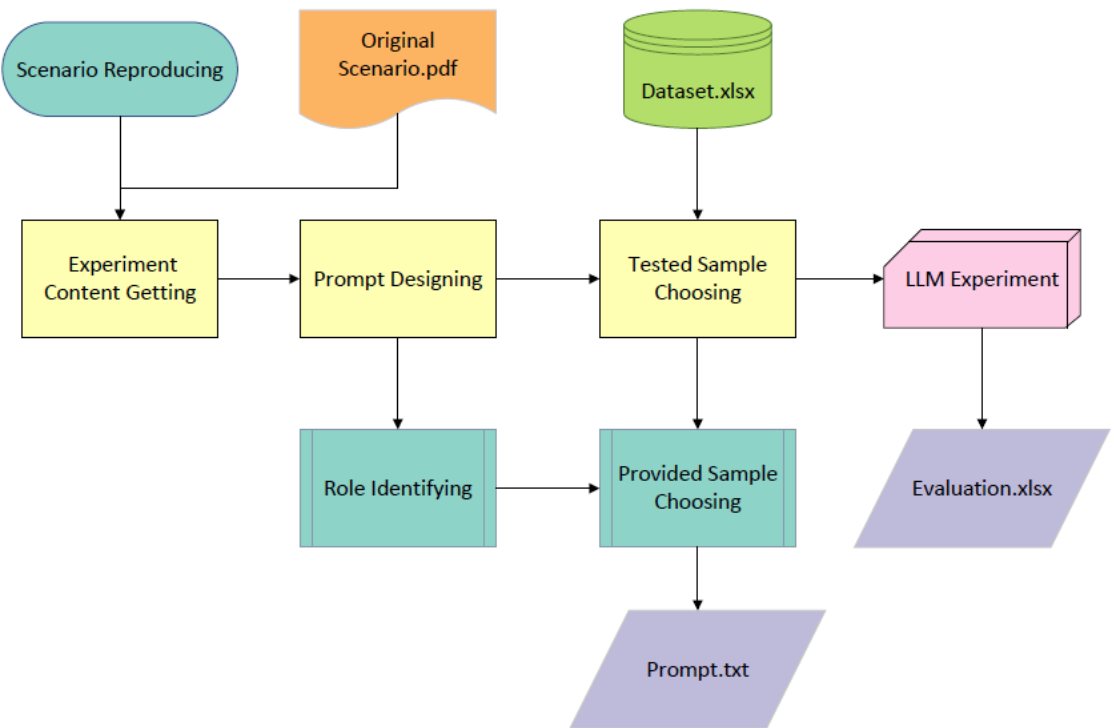 Scenario Reproducing
Original
Scenario.pdf
Dataset.xlsx
Experiment
Content Getting
Prompt Designing
Tested Sample
Choosing
LLM Experiment
Role Identifying
Provided Sample
Choosing
Evaluation.xlsx
Prompt.txt